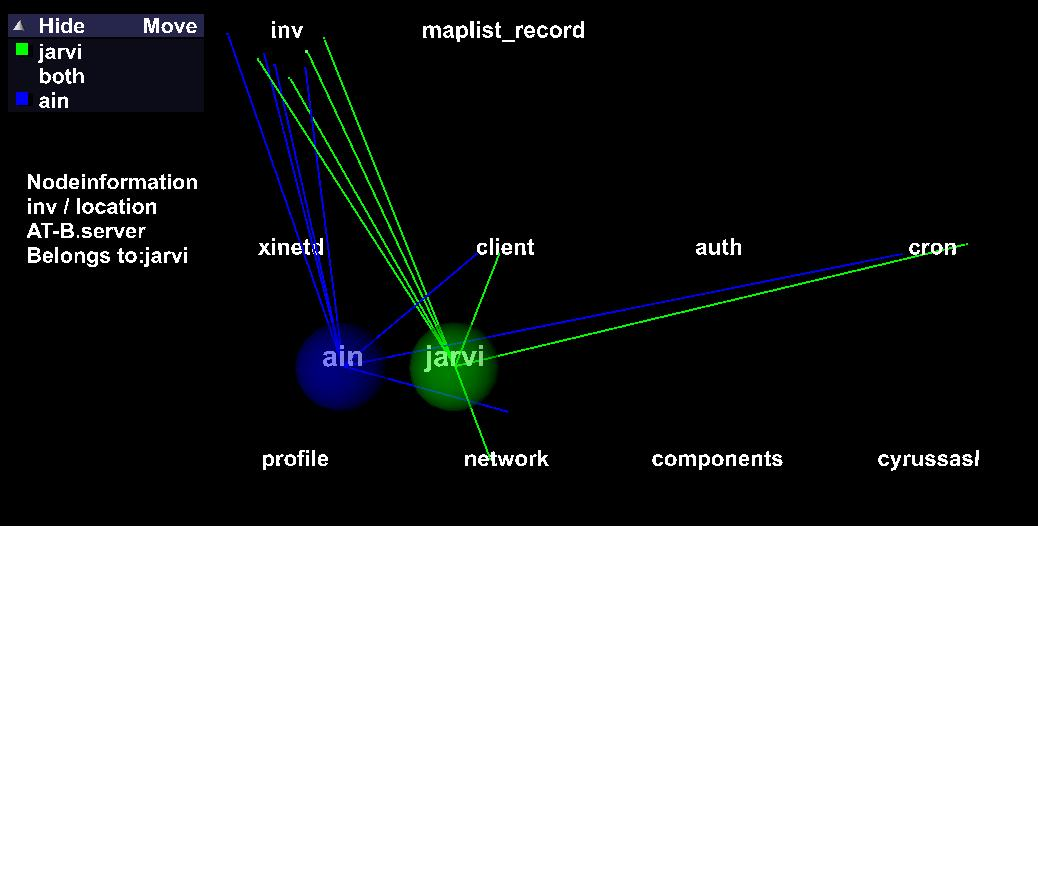 Hide Move
jarvi
both
ain
inv maplist_record
Nodeinformation
inv / location
AT-B.server
Belongs to:jarvi
xinetd client auth cron
ain jarvi
profile network components cyrussasl